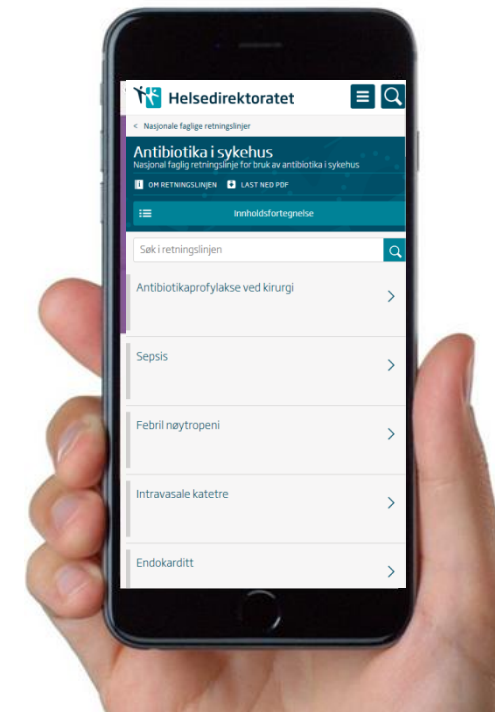 Helsedirektoratet
< Nasjonale faglige retningslinjer
Antibiotika i sykehus
Nasjonal faglig retningslinje for bruk av antibiotika i sykehus
OM RETNINGSLINJEN LAST NED PDF
Innholdsfortegnelse
Søk i retningslinjen
Antibiotikaprofylakse ved kirurgi
Sepsis
Febril nøytropeni
Intravasale katetre
Endokarditt